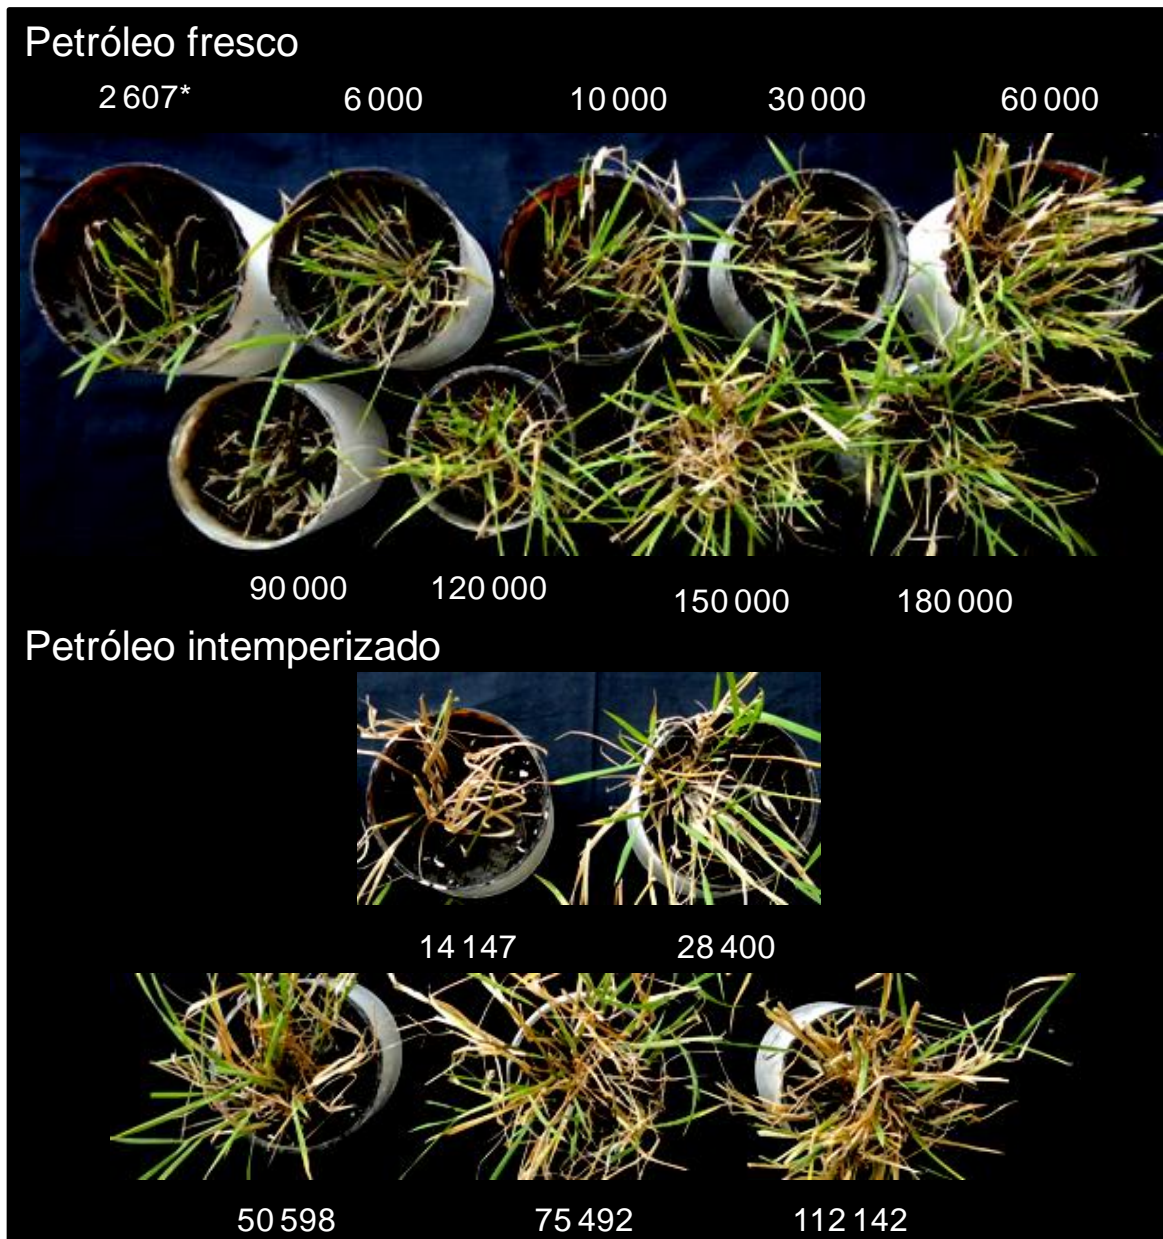 Petróleo fresco
2 607* 6 000 10 000 30 000 60 000
90 000 120 000 150 000 180 000
Petróleo intemperizado
14 147 28 400
50 598 75 492 112 142